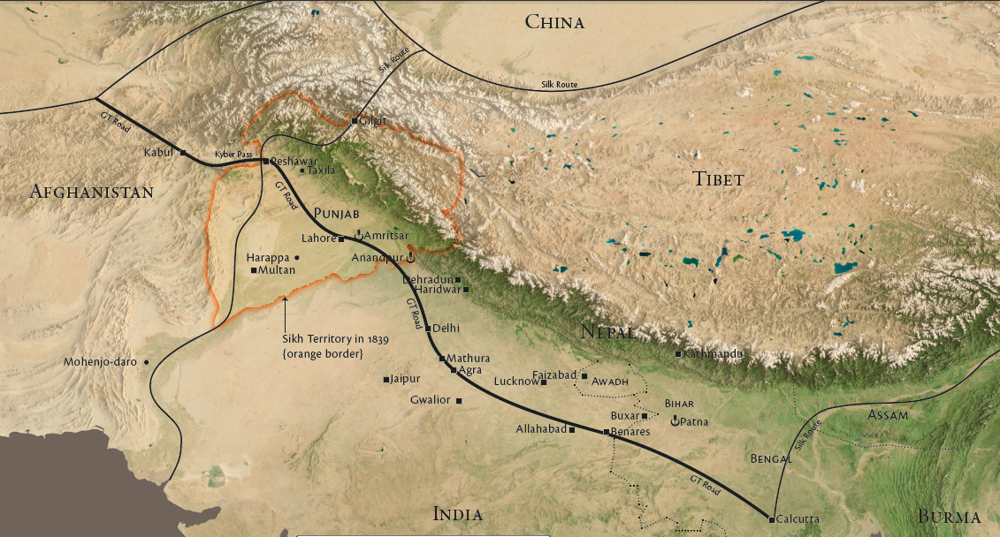 CHINA
Silk Route
Silk Route
GT Road
Gilgit
Kabul
Kyber Pass
Peshawar
Taxila
AFGHANISTAN
TIBET
GT Road
PUNJAB
Lahore
Amritsar
Harappa
Anandpur
Multan
Dehradun
Haridwar
GT Road
Delhi
Sikh Territory in 1839
{orange border}
NEPAL
Kathmandu
Mohenjo-daro
Mathura
Agra
Jaipur
Lucknow
Faizabad
AWADH
Gwalior
BIHAR
Buxar
Patna
Allahabad
Benares
ASSAM
Silk Route
BENGAL
GT Road
INDIA
Calcutta
BURMA